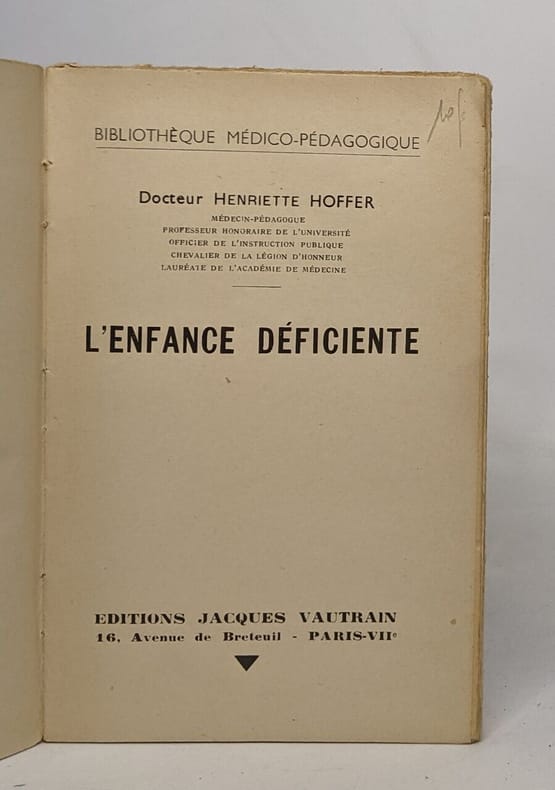 BIBLIOTHÈQUE MÉDICO-PÉDAGOGIQUE
Docteur HENRIETTE HOFFER
MÉDECIN-PÉDAGOGUE
PROFESSEUR HONORAIRE DE L'UNIVERSITÉ
OFFICIER DE L'INSTRUCTION PUBLIQUE
CHEVALIER DE LA LÉGION D'HONNEUR
LAURÉATE DE L'ACADÉMIE DE MÉDECINE
L'ENFANCE DÉFICIENTE
EDITIONS JACQUES VAUTRAIN
16, Avenue de Breteuil - PARIS-VIIe